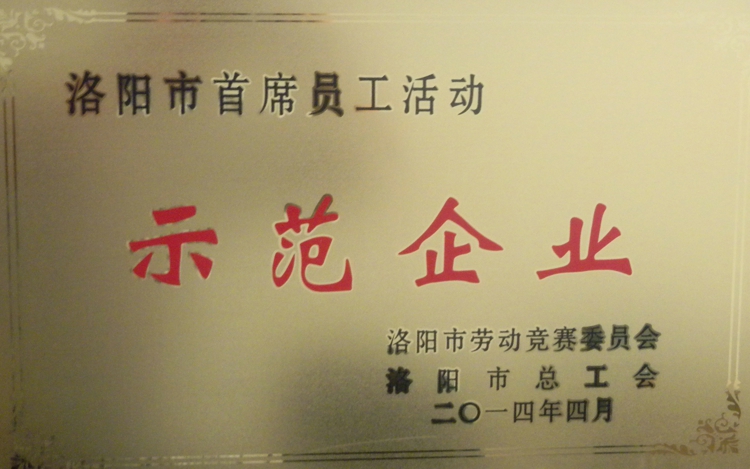 洛阳市首席员工活动
示范企业
洛阳市劳动竞赛委员会
洛阳市总工会
二〇一四年四月